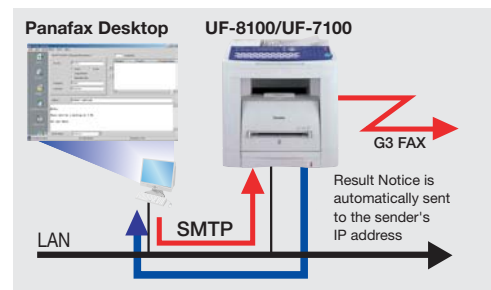 Panafax Desktop
UF-8100/UF-7100
G3 FAX
Result Notice is
automatically sent
to the sender's
IP address
SMTP
LAN